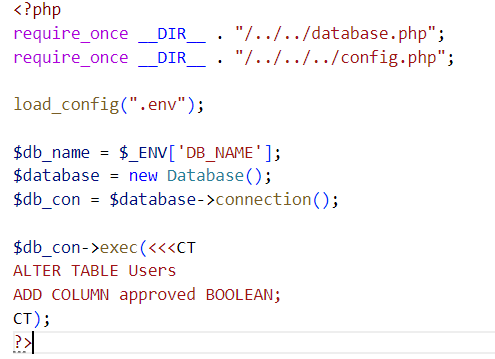 <?php
require_once __DIR__ . "/../../database.php";
require_once __DIR__ . "/../../../config.php";
load_config(".env");
$db_name = $_ENV['DB_NAME'];
$database = new Database();
$db_con = $database->connection();
$db_con->exec(<<<CT
ALTER TABLE Users
ADD COLUMN approved BOOLEAN;
CT);
?>